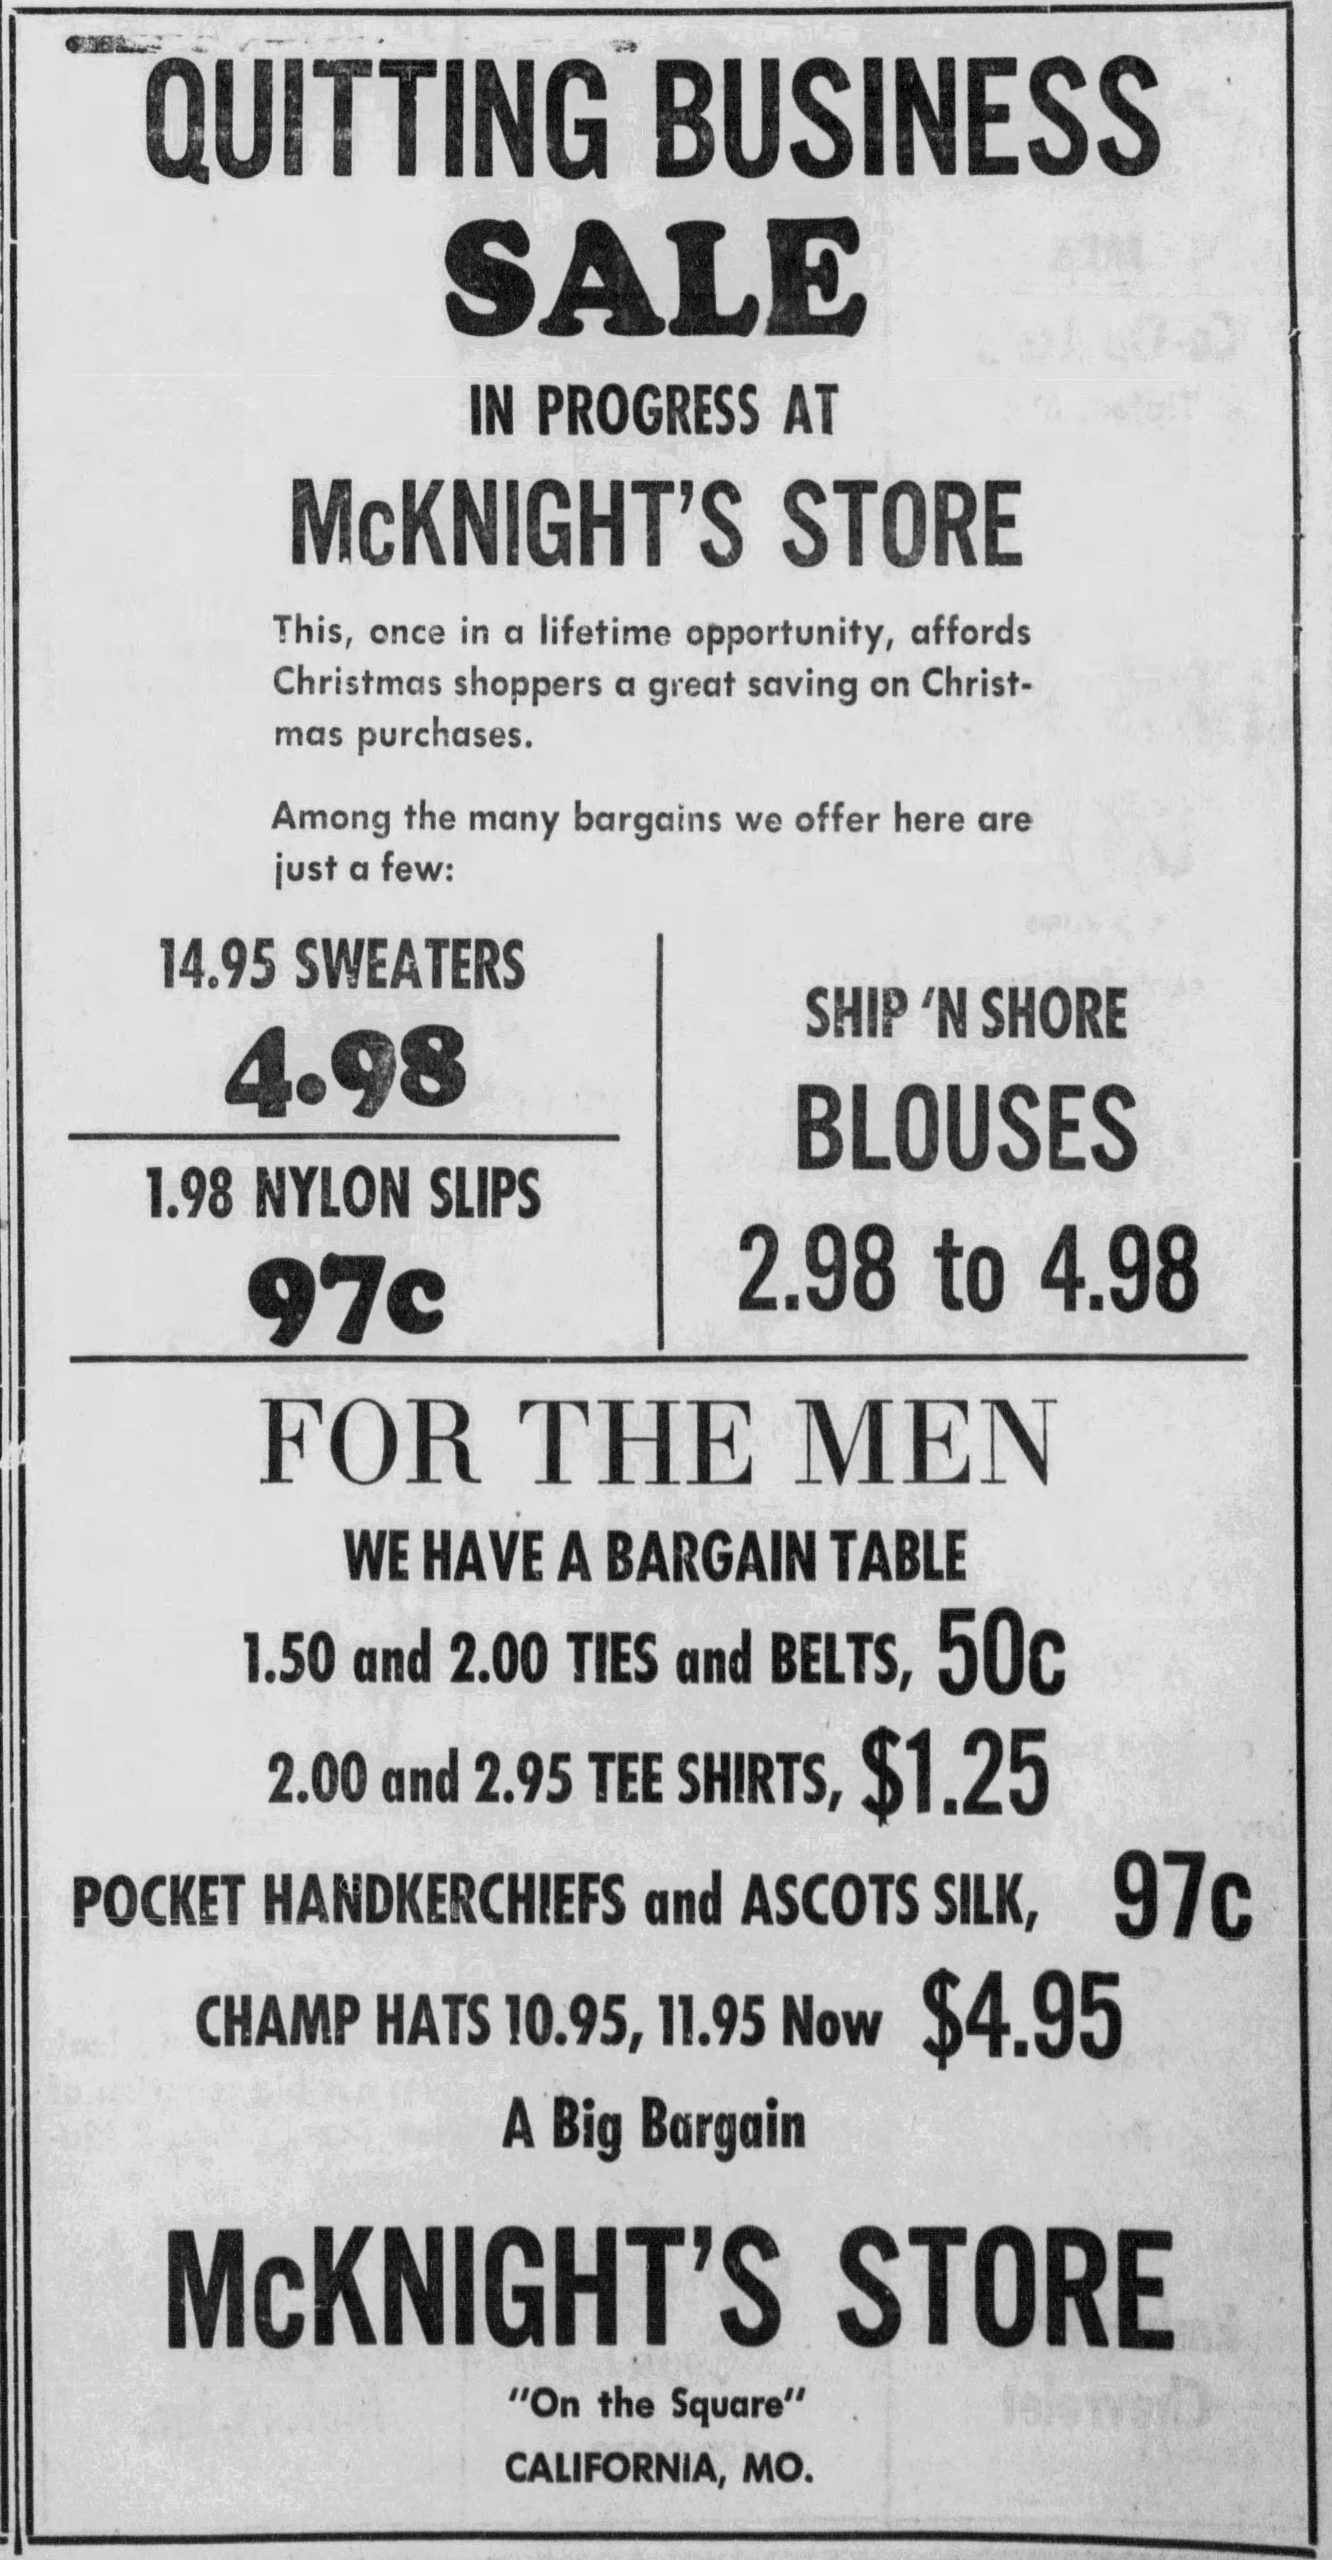 QUITTING BUSINESS
SALE
IN PROGRESS AT
McKNIGHT'S STORE
This, once in a lifetime opportunity, affords
Christmas shoppers a great saving on Christ-
mas purchases.
Among the many bargains we offer here are
just a few:
14.95 SWEATERS
4.98
1.98 NYLON SLIPS
97c
SHIP 'N SHORE
BLOUSES
2.98 to 4.98
FOR THE MEN
WE HAVE A BARGAIN TABLE
1.50 and 2.00 TIES and BELTS, 50c
2.00 and 2.95 TEE SHIRTS, $1.25
POCKET HANDKERCHIEFS and ASCOTS SILK, 97c
CHAMP HATS 10.95, 11.95 Now $4.95
A Big Bargain
McKNIGHT'S STORE
"On the Square"
CALIFORNIA, MO.